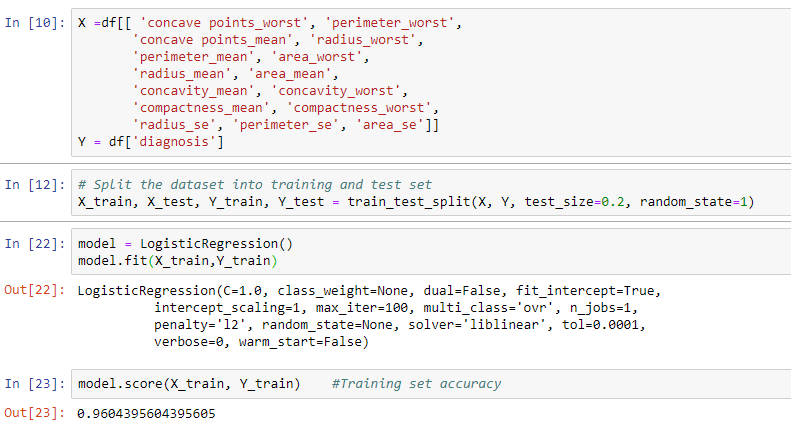 In [10]: X =df[[ 'concave points_worst', 'perimeter_worst',
'concave points_mean', 'radius_worst',
'perimeter_mean', 'area_worst',
'radius_mean', 'area_mean',
'concavity_mean', 'concavity_worst',
'compactness_mean', 'compactness_worst',
'radius_se', 'perimeter_se', 'area_se']]
Y = df['diagnosis']
In [12]: # Split the dataset into training and test set
X_train, X_test, Y_train, Y_test = train_test_split(X, Y, test_size=0.2, random_state=1)
In [22]: model = LogisticRegression()
model.fit(X_train,Y_train)
Out[22]: LogisticRegression(C=1.0, class_weight=None, dual=False, fit_intercept=True,
intercept_scaling=1, max_iter=100, multi_class='ovr', n_jobs=1,
penalty='l2', random_state=None, solver='liblinear', tol=0.0001,
verbose=0, warm_start=False)
In [23]: model.score(X_train, Y_train) #Training set accuracy
Out[23]: 0.9604395604395605